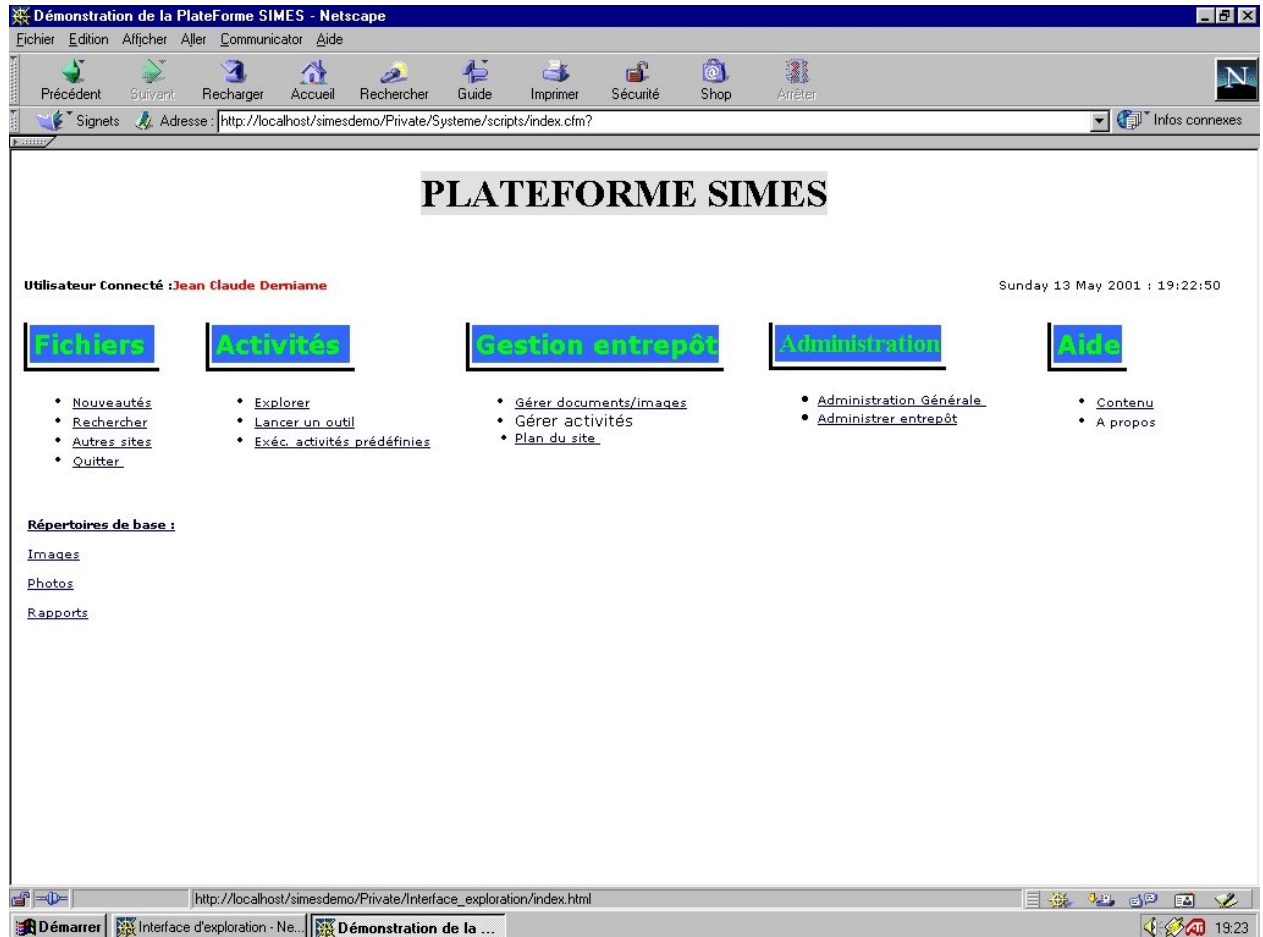 Démonstration de la PlateForme SIMES - Netscape
Fichier Edition Afficher Aller Communicator Aide
Précédent Suivant Recharger Accueil Rechercher Guide Imprimer Sécurité Shop Arrêter
N
Signets Adresse : http://localhost/simesdemo/Private/Systeme/scripts/index.cfm? Infos connexes
PLATEFORME SIMES
Utilisateur Connecté :Jean Claude Derniame Sunday 13 May 2001 : 19:22:50
Fichiers Activités Gestion entrepôt Administration Aide
Nouveautés
Rechercher
Autres sites
Quitter
Explorer
Lancer un outil
Exéc. activités prédéfinies
Gérer documents/images
Gérer activités
Plan du site
Administration Générale
Administrer entrepôt
Contenu
A propos
Répertoires de base :
Images
Photos
Rapports
http://localhost/simesdemo/Private/Interface_exploration/index.html
Démarrer Interface d'exploration - Ne... Démonstration de la ... 19:23